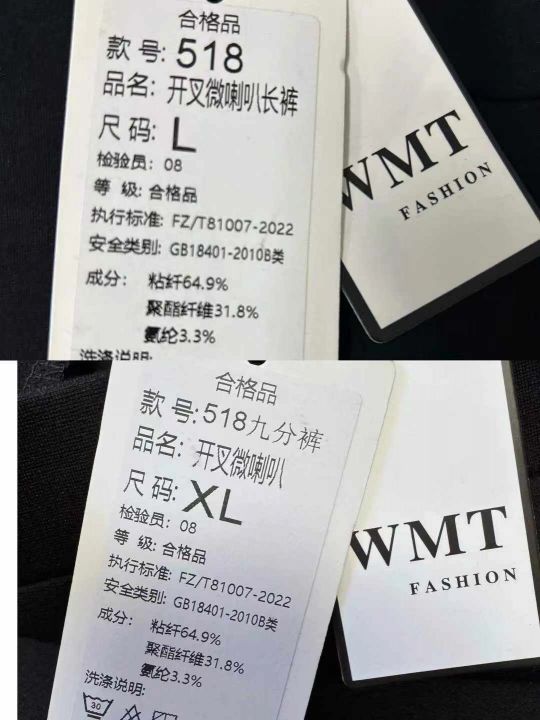 合格品
款 号: 518
品名: 开叉微喇叭长裤
尺 码: L
检验员: 08
等 级: 合格品
执行标准: FZ/T81007-2022
安全类别: GB18401-2010B类
成分: 粘纤64.9%
聚酯纤维31.8%
氨纶3.3%
洗涤说明:
WMT
FASHION
合格品
款 号: 518九分裤
品名: 开叉微喇叭
尺 码: XL
检验员: 08
等 级: 合格品
执行标准: FZ/T81007-2022
安全类别: GB18401-2010B类
成分: 粘纤64.9%
聚酯纤维31.8%
氨纶3.3%
洗涤说明:
30
WMT
FASHION